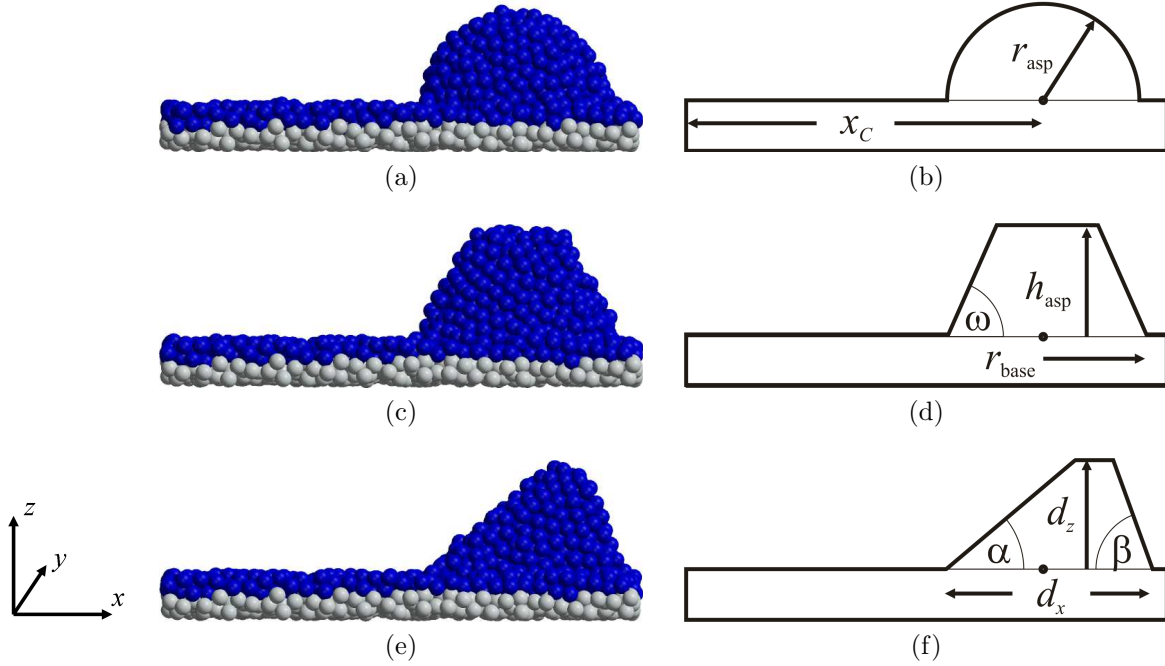 r_asp
x_C
(a)
(b)
h_asp
ω
r_base
(c)
(d)
z
y
x
d_z
α
β
d_x
(e)
(f)